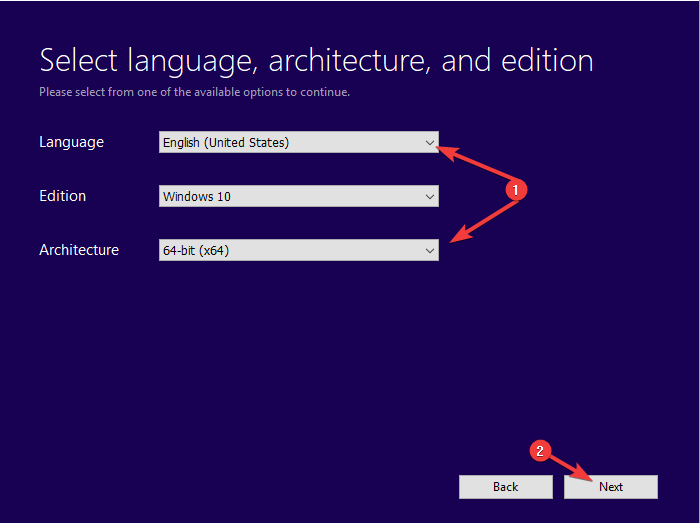 Select language, architecture, and edition
Please select from one of the available options to continue.
Language English (United States)
1
Edition Windows 10
Architecture 64-bit (x64)
2
Back Next